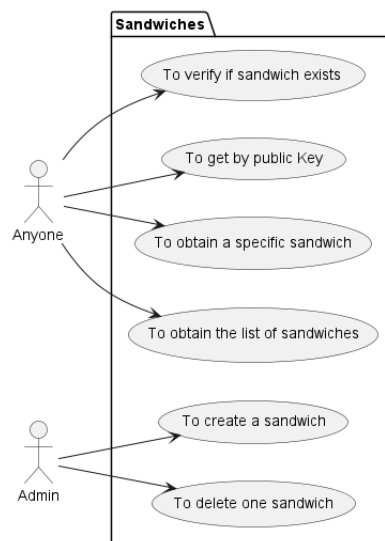 Sandwiches
To verify if sandwich exists
To get by public Key
Anyone
To obtain a specific sandwich
To obtain the list of sandwiches
To create a sandwich
Admin
To delete one sandwich